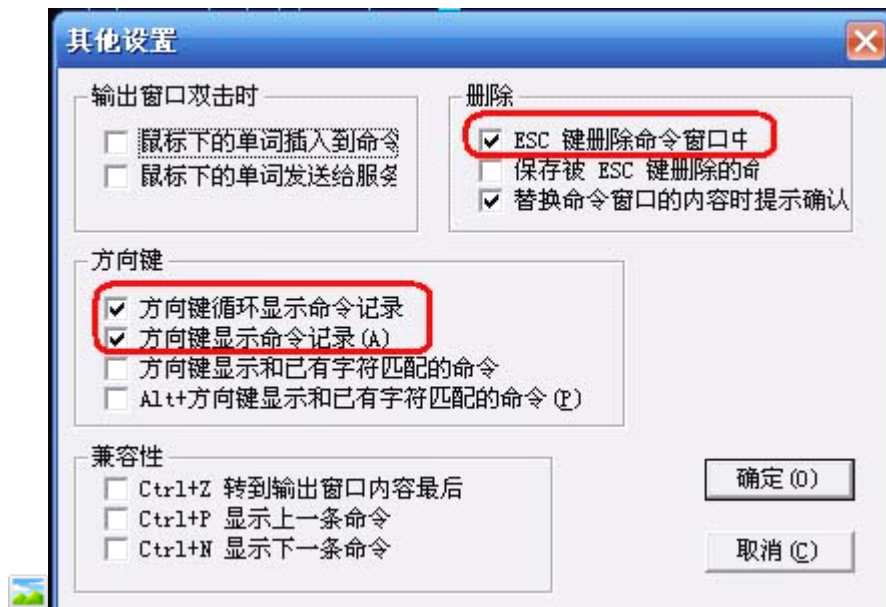 其他设置
输出窗口双击时
鼠标下的单词插入到命令
鼠标下的单词发送给服务
删除
ESC 键删除命令窗口中
保存被 ESC 键删除的命
替换命令窗口的内容时提示确认
方向键
方向键循环显示命令记录
方向键显示命令记录(A)
方向键显示和已有字符匹配的命令
Alt+方向键显示和已有字符匹配的命令(P)
兼容性
Ctrl+Z 转到输出窗口内容最后
Ctrl+P 显示上一条命令
Ctrl+N 显示下一条命令
确定(O)
取消(C)